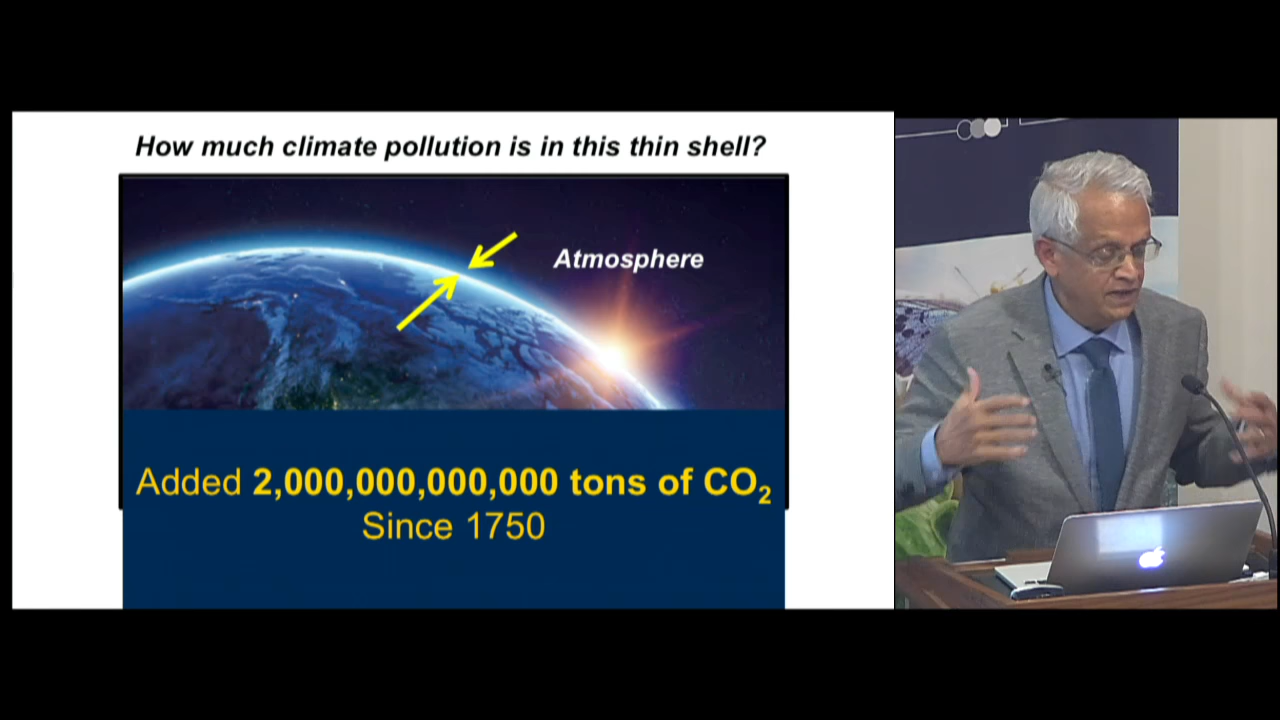 How much climate pollution is in this thin shell?
Atmosphere
Added 2,000,000,000,000 tons of CO₂
Since 1750